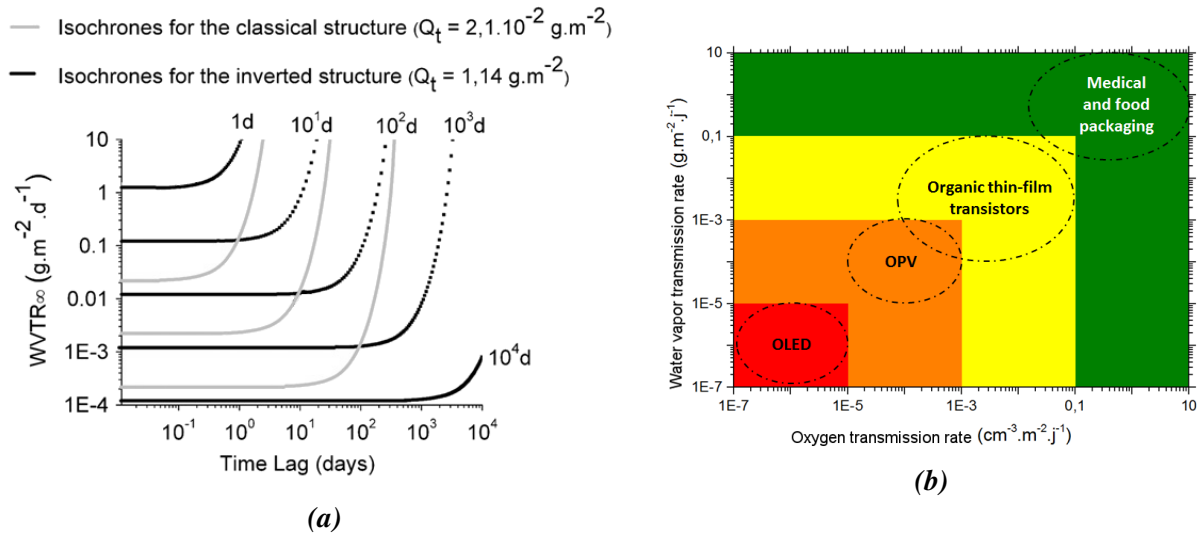 Isochrones for the classical structure (Qt = 2,1.10-2 g.m-2)
Isochrones for the inverted structure (Qt = 1,14 g.m-2)
1d 10¹d 10²d 10³d
10
1
0.1
0.01
1E-3
1E-4
10⁴d
WVTR∞ (g.m-2.d-1)
10-1 10⁰ 10¹ 10² 10³ 10⁴
Time Lag (days)
(a)
10
0,1
1E-3
1E-5
1E-7
Water vapor transmission rate (g.m-2.j-1)
Medical
and food
packaging
Organic thin-film
transistors
OPV
OLED
1E-7 1E-5 1E-3 0,1 10
Oxygen transmission rate (cm-3.m-2.j-1)
(b)